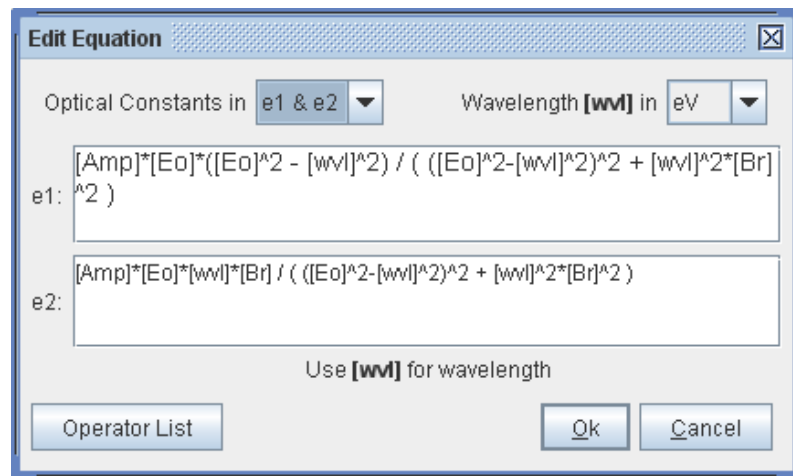 Edit Equation
Optical Constants in e1 & e2 Wavelength [wvl] in eV
[Amp]*[Eo]*([Eo]^2 - [wvl]^2) / ( ([Eo]^2-[wvl]^2)^2 + [wvl]^2*[Br]
e1: ^2 )
[Amp]*[Eo]*[wvl]*[Br] / ( ([Eo]^2-[wvl]^2)^2 + [wvl]^2*[Br]^2 )
e2:
Use [wvl] for wavelength
Operator List Ok Cancel